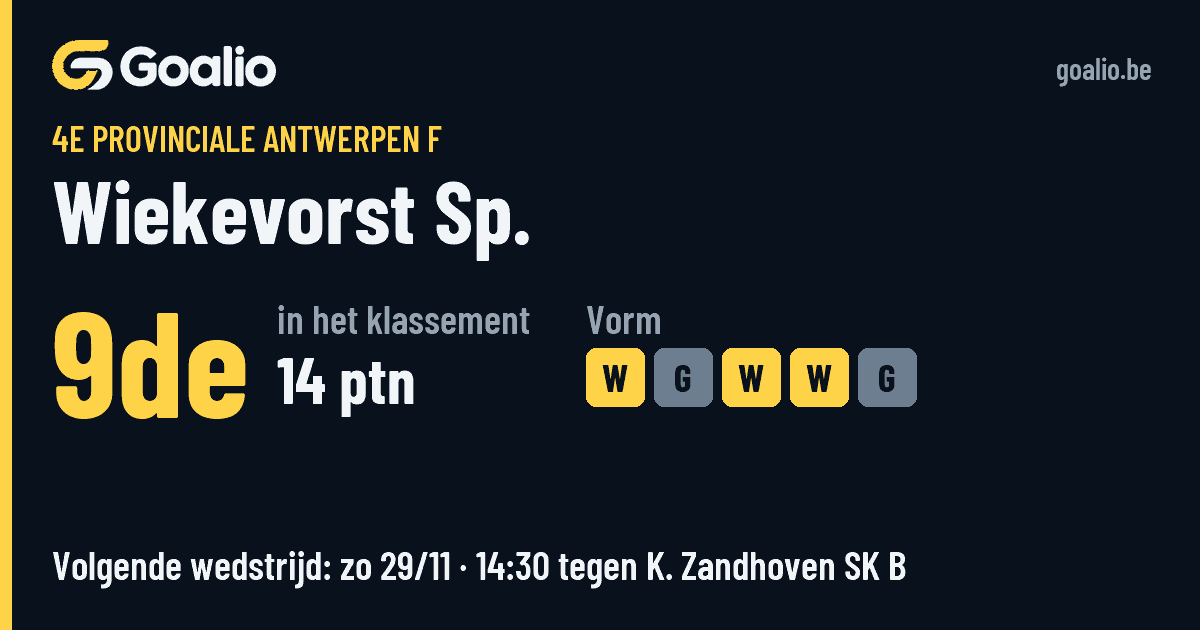 Goalio
goalio.be
4E PROVINCIALE ANTWERPEN F
Wiekevorst Sp.
9de
in het klassement
14 ptn
Vorm
W G W W G
Volgende wedstrijd: zo 29/11 · 14:30 tegen K. Zandhoven SK B